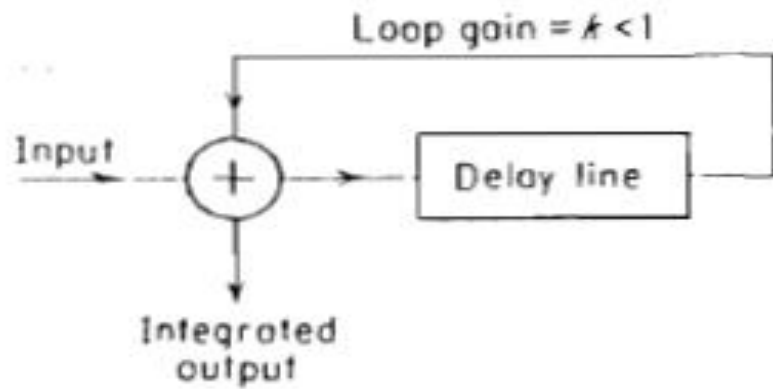 Loop gain = k < 1
Input
+
Delay line
Integrated
output